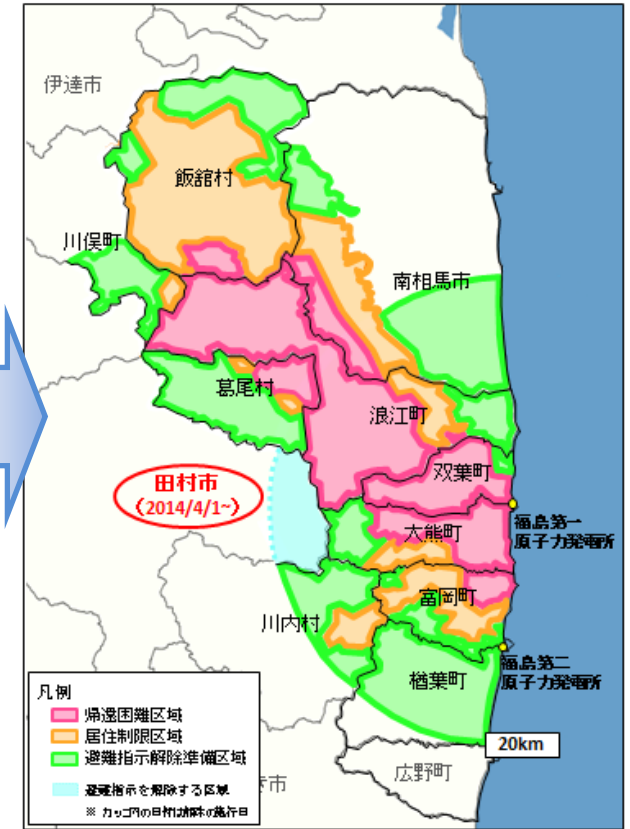 伊達市
飯舘村
川俣町
南相馬市
葛尾村
浪江町
田村市
（2014/4/1~）
双葉町
大熊町
福島第一
原子力発電所
富岡町
川内村
福島第二
原子力発電所
楢葉町
20km
広野町
き市
凡例
帰還困難区域
居住制限区域
避難指示解除準備区域
避難指示を解除する区域
※ カッコ内の日付は解除の施行日